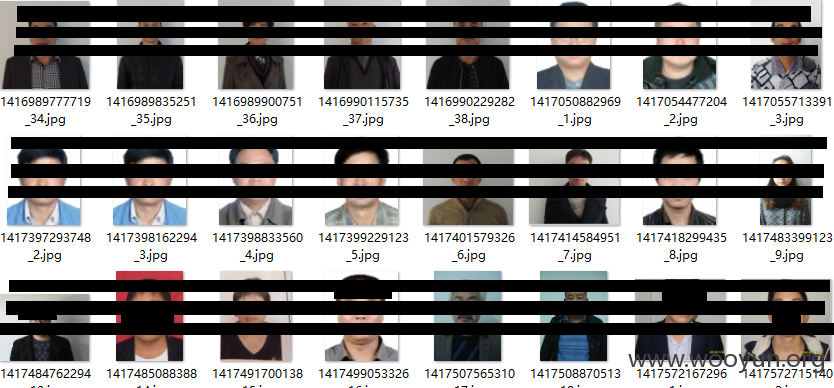 1416989777719 1416989835251 1416989900751 1416990115735 1416990229282 1417050882969 1417054477204 1417055713391
_34.jpg _35.jpg _36.jpg _37.jpg _38.jpg _1.jpg _2.jpg _3.jpg
1417397293748 1417398162294 1417398833560 1417399229123 1417401579326 1417414584951 1417418299435 1417483399123
_2.jpg _3.jpg _4.jpg _5.jpg _6.jpg _7.jpg _8.jpg _9.jpg
www.wooyun.org
1417484762294 1417485088388 1417491700138 1417499053326 1417507565310 1417508870513 1417572167296 1417572715140